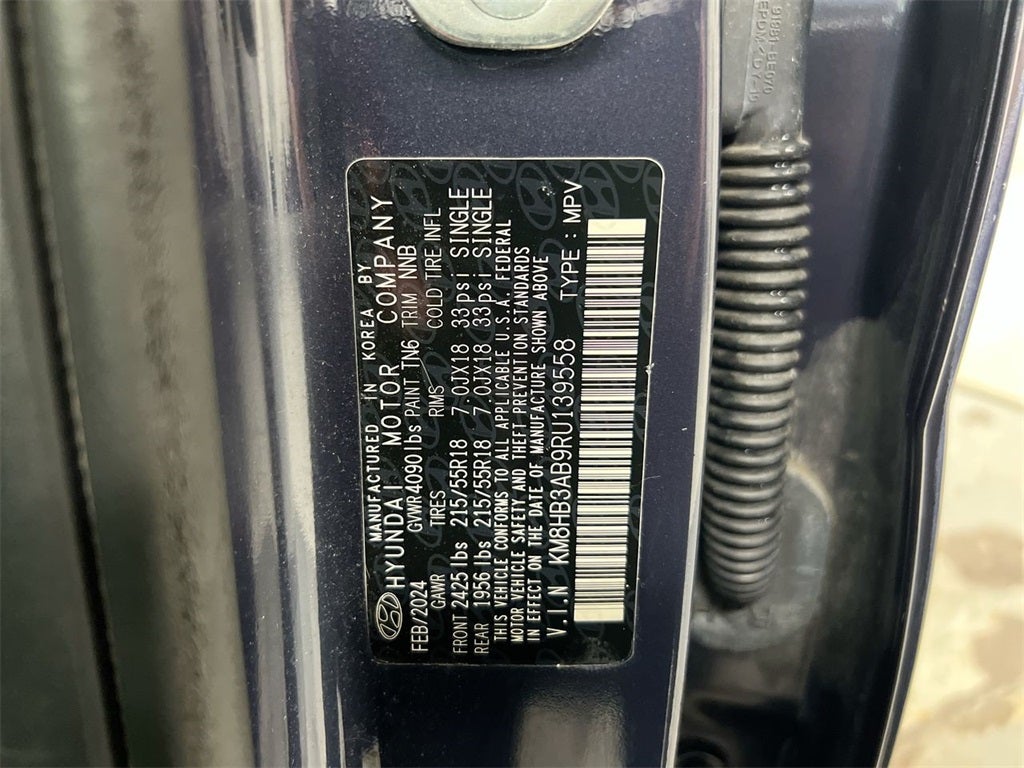 MANUFACTURED IN KOREA BY
HYUNDAI MOTOR COMPANY
FEB/2024 GVWR 4090 lbs PAINT TN6 TRIM NNB
GAWR TIRES RIMS COLD TIRE INFL
FRONT 2425 lbs 215/55R18 7.0JX18 33psi SINGLE
REAR 1956 lbs 215/55R18 7.0JX18 33psi SINGLE
THIS VEHICLE CONFORMS TO ALL APPLICABLE U.S.A. FEDERAL
MOTOR VEHICLE SAFETY AND THEFT PREVENTION STANDARDS
IN EFFECT ON THE DATE OF MANUFACTURE SHOWN ABOVE
V.I.N : KM8HB3AB9RU139558 TYPE : MPV